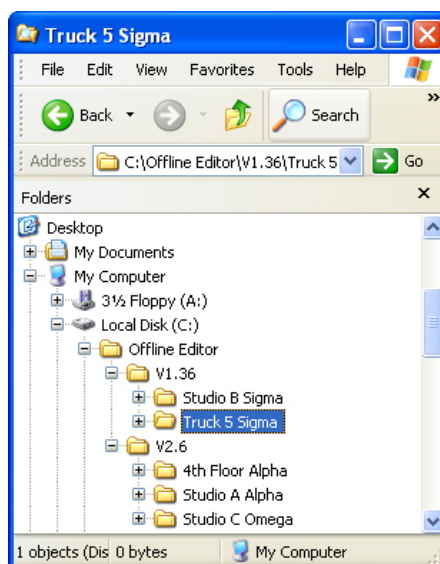 Truck 5 Sigma
File Edit View Favorites Tools Help
Back Search »
Address C:\Offline Editor\V1.36\Truck 5 Go
Folders
Desktop
My Documents
My Computer
3½ Floppy (A:)
Local Disk (C:)
Offline Editor
V1.36
Studio B Sigma
Truck 5 Sigma
V2.6
4th Floor Alpha
Studio A Alpha
Studio C Omega
1 objects (Dis 0 bytes My Computer